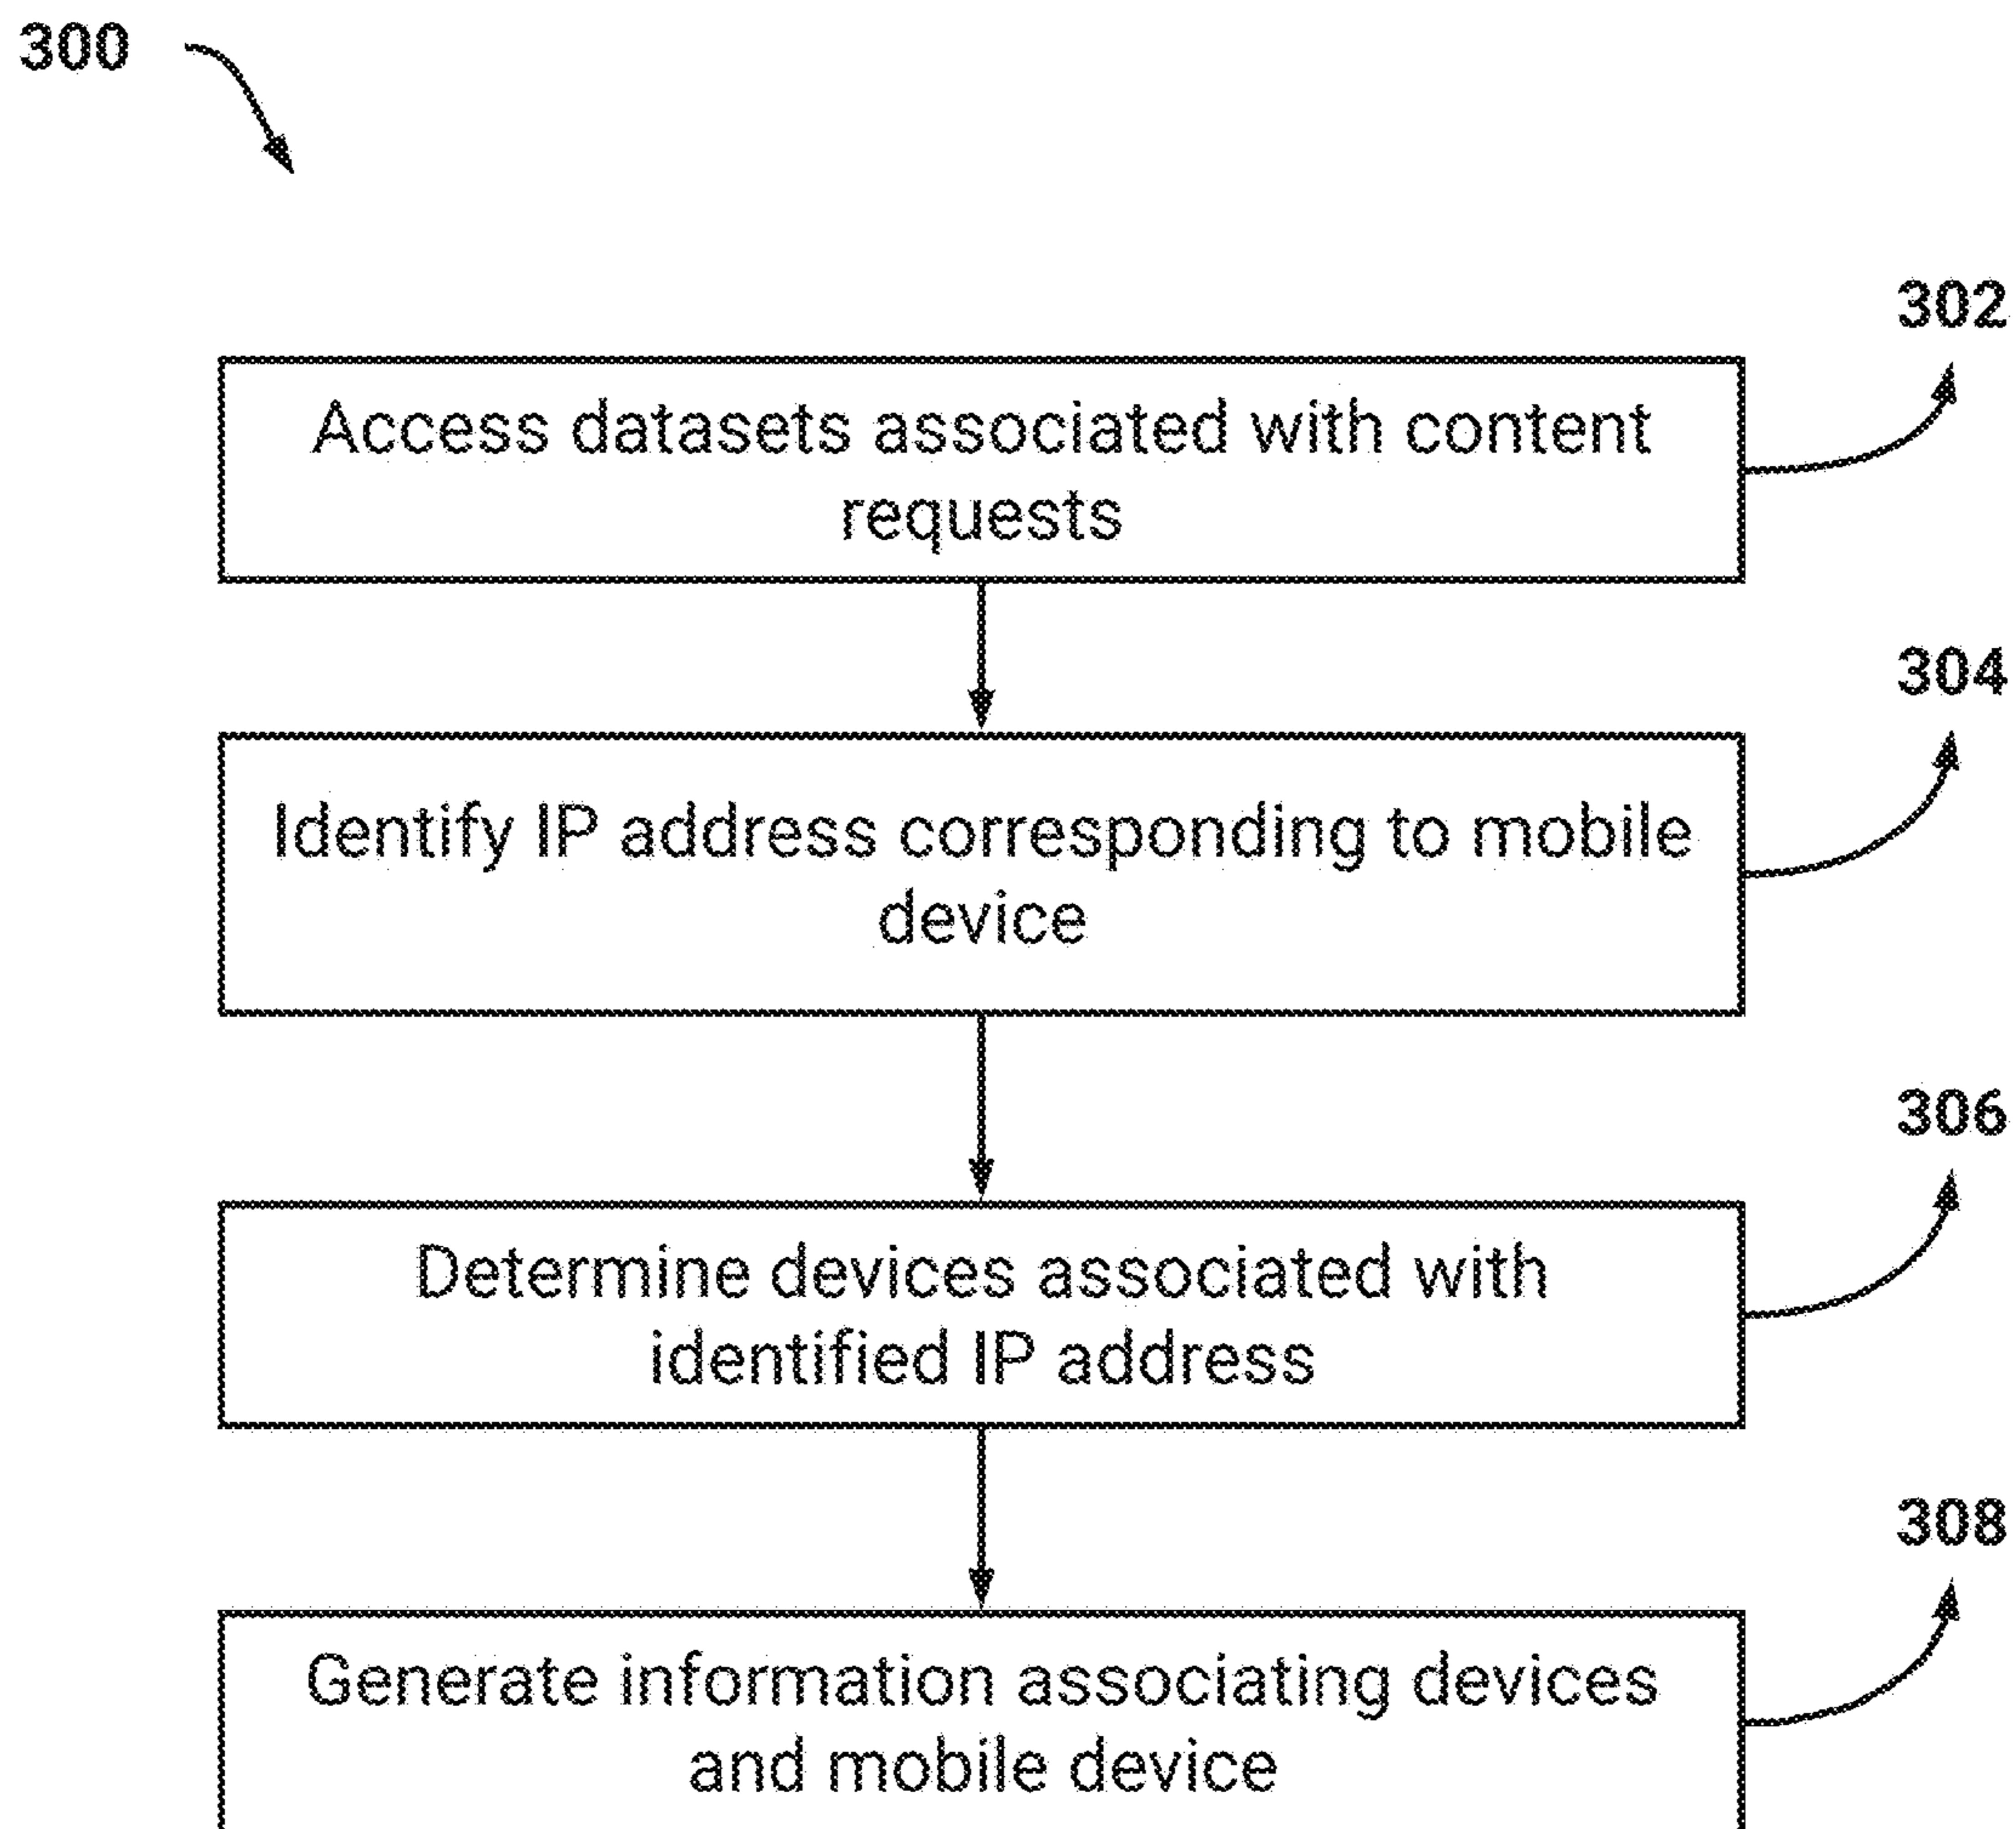 300
302
Access datasets associated with content
requests
304
Identify IP address corresponding to mobile
device
306
Determine devices associated with
identified IP address
308
Generate information associating devices
and mobile device